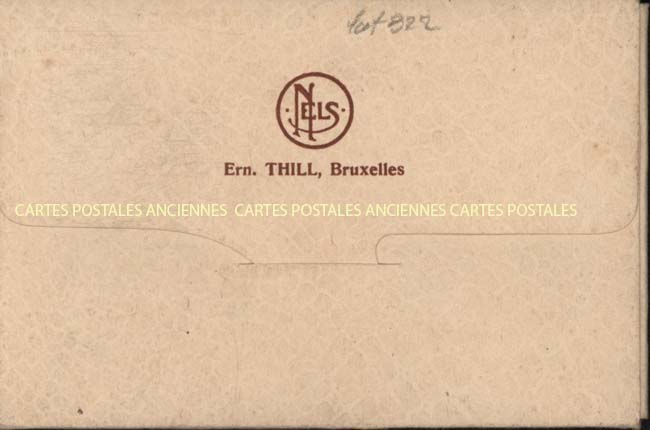 Lot 822
NELS
Ern. THILL, Bruxelles
CARTES POSTALES ANCIENNES CARTES POSTALES ANCIENNES CARTES POSTALES